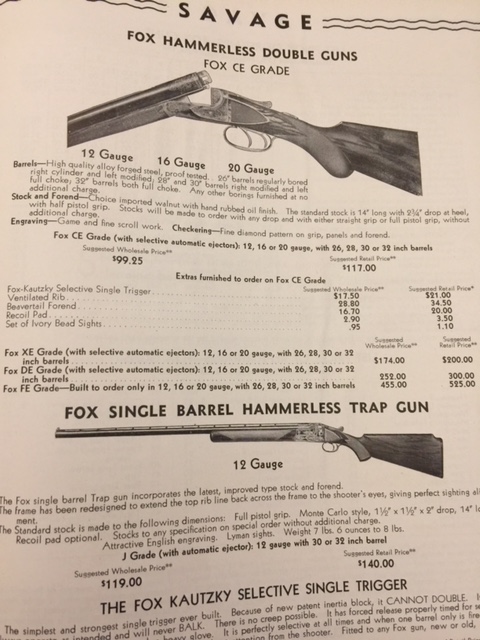 SAVAGE
FOX HAMMERLESS DOUBLE GUNS
FOX CE GRADE
12 Gauge 16 Gauge 20 Gauge
Barrels—High quality alloy forged steel, proof tested. 26" barrels regularly bored
right cylinder and left modified; 28" and 30" barrels right modified and left
full choke; 32" barrels both full choke. Any other borings furnished at no
additional charge.
Stock and Forend—Choice imported walnut with hand rubbed oil finish. The standard stock is 14" long with 2¾" drop at heel,
with half pistol grip. Stocks will be made to order with any drop and with either straight grip or full pistol grip, without
additional charge.
Engraving—Game and fine scroll work. Checkering—Fine diamond pattern on grip, panels and forend.
Fox CE Grade (with selective automatic ejectors): 12, 16 or 20 gauge, with 26, 28, 30 or 32 inch barrels
Suggested Wholesale Price** Suggested Retail Price**
$99.25 $117.00
Extras furnished to order on Fox CE Grade
Suggested Wholesale Price** Suggested Retail Price*
Fox-Kautzky Selective Single Trigger $17.50 $21.00
Ventilated Rib 28.80 34.50
Beavertail Forend 16.70 20.00
Recoil Pad 2.90 3.50
Set of Ivory Bead Sights .95 1.10
Suggested Wholesale Price** Suggested Retail Price**
Fox XE Grade (with selective automatic ejectors): 12, 16 or 20 gauge, with 26, 28, 30 or 32
inch barrels $174.00 $200.00
Fox DE Grade (with selective automatic ejectors): 12, 16 or 20 gauge, with 26, 28, 30 or 32
inch barrels 252.00 300.00
Fox FE Grade—Built to order only in 12, 16 or 20 gauge, with 26, 28, 30 or 32 inch barrels 455.00 525.00
FOX SINGLE BARREL HAMMERLESS TRAP GUN
12 Gauge
The Fox single barrel Trap gun incorporates the latest, improved type stock and forend.
The frame has been redesigned to extend the top rib line back across the frame to the shooter's eyes, giving perfect sighting
ment.
The Standard stock is made to the following dimensions: Full pistol grip. Monte Carlo style, 1½" x 1½" x 2" drop, 14"
Recoil pad optional. Stocks to any specification on special order without additional charge.
Attractive English engraving. Lyman sights. Weight 7 lbs. 6 ounces to 8 lbs.
J Grade (with automatic ejector): 12 gauge with 30 or 32 inch barrel
Suggested Wholesale Price** Suggested Retail Price**
$119.00 $140.00
THE FOX KAUTZKY SELECTIVE SINGLE TRIGGER
The simplest and strongest single trigger ever built. Because of new patent inertia block, it CANNOT DOUBLE.
as intended and will never BALK. There is no creep possible. It has forced release properly timed for
heavy glove. It is perfectly selective at all times and when one barrel only is
from the shooter. Fitted to any Fox gun, new or old,